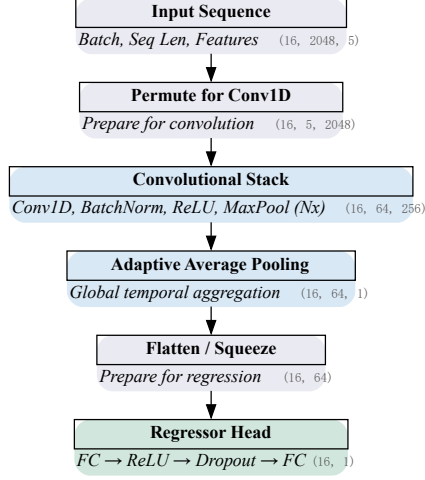 Input Sequence
Batch, Seq Len, Features (16, 2048, 5)
Permute for Conv1D
Prepare for convolution (16, 5, 2048)
Convolutional Stack
Conv1D, BatchNorm, ReLU, MaxPool (Nx) (16, 64, 256)
Adaptive Average Pooling
Global temporal aggregation (16, 64, 1)
Flatten / Squeeze
Prepare for regression (16, 64)
Regressor Head
FC → ReLU → Dropout → FC (16, 1)